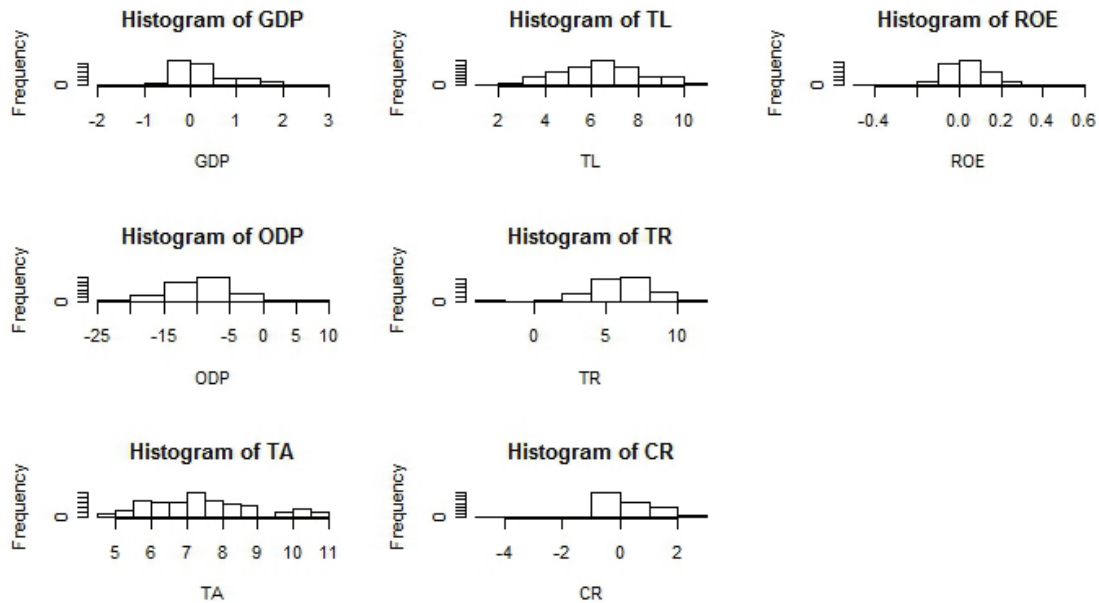 Histogram of GDP
Frequency
0
-2 -1 0 1 2 3
GDP
Histogram of TL
Frequency
0
2 4 6 8 10
TL
Histogram of ROE
Frequency
0
-0.4 0.0 0.2 0.4 0.6
ROE
Histogram of ODP
Frequency
0
-25 -15 -5 0 5 10
ODP
Histogram of TR
Frequency
0
0 5 10
TR
Histogram of TA
Frequency
0
5 6 7 8 9 10 11
TA
Histogram of CR
Frequency
0
-4 -2 0 2
CR